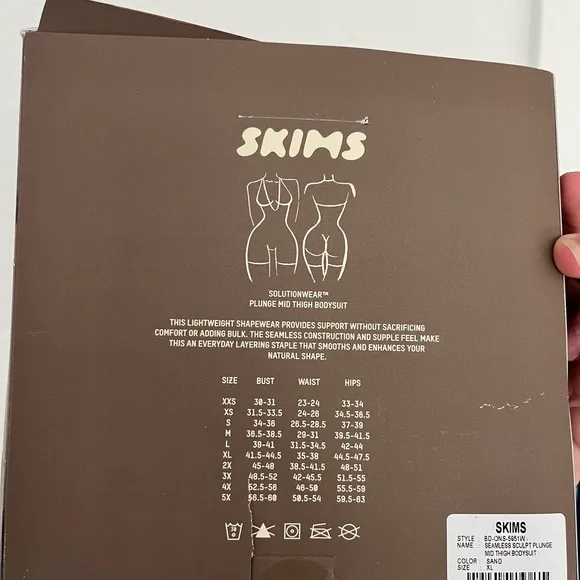 SKIMS
SOLUTIONWEAR™
PLUNGE MID THIGH BODYSUIT
THIS LIGHTWEIGHT SHAPEWEAR PROVIDES SUPPORT WITHOUT SACRIFICING
COMFORT OR ADDING BULK. THE SEAMLESS CONSTRUCTION AND SUPPLE FEEL MAKE
THIS AN EVERYDAY LAYERING STAPLE THAT SMOOTHS AND ENHANCES YOUR
NATURAL SHAPE.
SIZE BUST WAIST HIPS
XXS 30-31 23-24 33-34
XS 31.5-33.5 24-26 34.5-36.5
S 34-36 26.5-28.5 37-39
M 36.5-38.5 29-31 39.5-41.5
L 39-41 31.5-34.5 42-44
XL 41.5-44.5 35-38 44.5-47.5
2X 45-48 38.5-41.5 48-51
3X 48.5-52 42-45.5 51.5-55
4X 52.5-56 46-50 55.5-59
5X 56.5-60 50.5-54 59.5-63
SKIMS
STYLE : BD-ONS-5951W
NAME : SEAMLESS SCULPT PLUNGE
MID THIGH BODYSUIT
COLOR : SAND
SIZE : XL